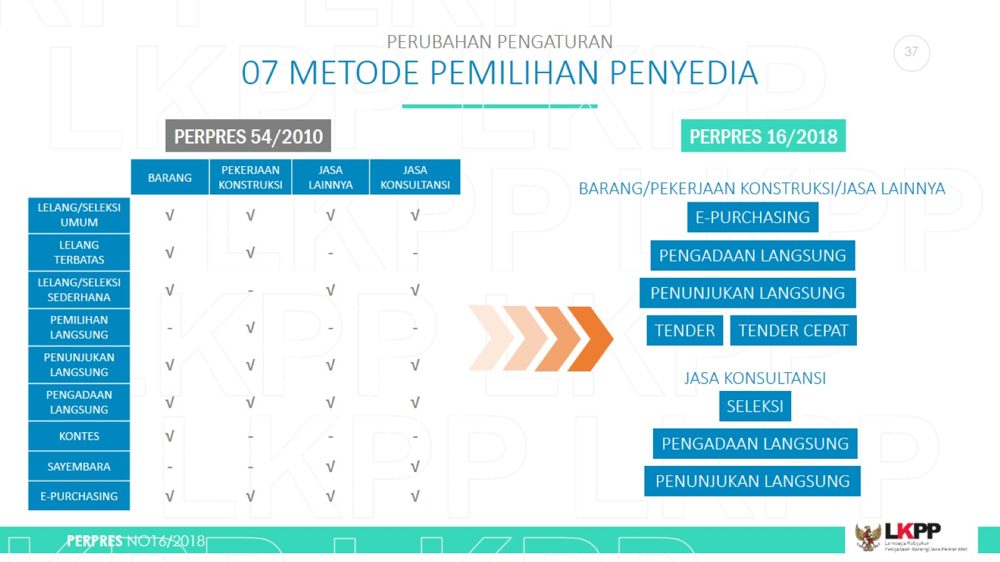 PERUBAHAN PENGATURAN
37
07 METODE PEMILIHAN PENYEDIA
PERPRES 54/2010
PERPRES 16/2018
BARANG
PEKERJAAN
KONSTRUKSI
JASA
LAINNYA
JASA
KONSULTANSI
LELANG/SELEKSI
UMUM
√ √ √ √
LELANG
TERBATAS
√ √ - -
LELANG/SELEKSI
SEDERHANA
√ - √ √
PEMILIHAN
LANGSUNG
- √ - -
PENUNJUKAN
LANGSUNG
√ √ √ √
PENGADAAN
LANGSUNG
√ √ √ √
KONTES
√ - - -
SAYEMBARA
- - √ √
E-PURCHASING
√ √ √ √
BARANG/PEKERJAAN KONSTRUKSI/JASA LAINNYA
E-PURCHASING
PENGADAAN LANGSUNG
PENUNJUKAN LANGSUNG
TENDER
TENDER CEPAT
JASA KONSULTANSI
SELEKSI
PENGADAAN LANGSUNG
PENUNJUKAN LANGSUNG
PERPRES NO16/2018
LKPP
Lembaga Kebijakan
Pengadaan Barang/Jasa Pemerintah